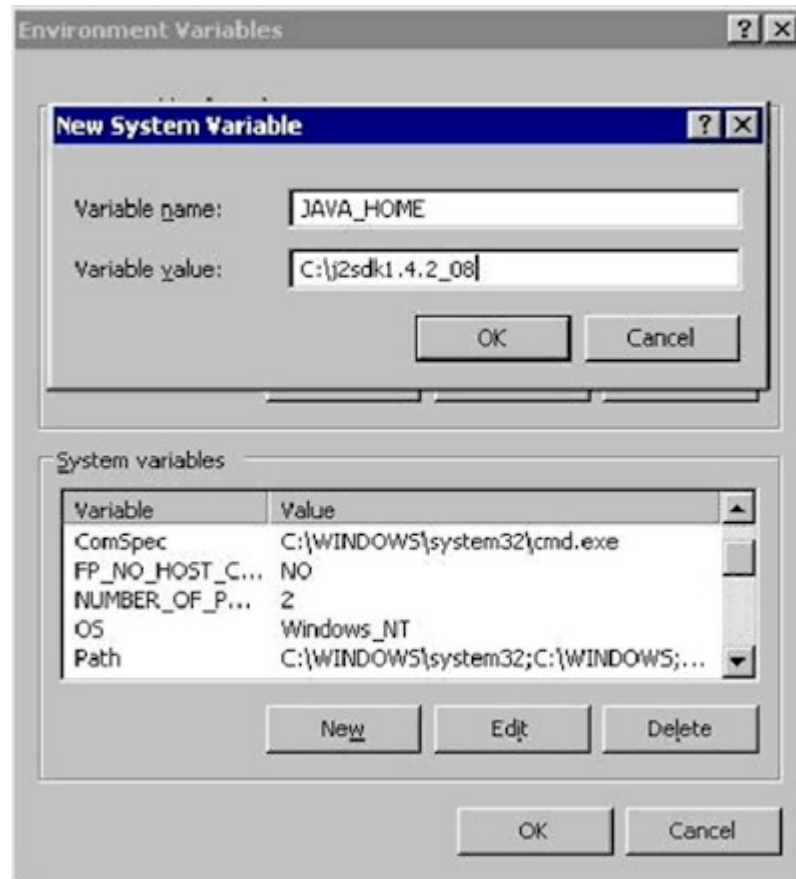 Environment Variables
New System Variable
Variable name:
JAVA_HOME
Variable value:
C:\j2sdk1.4.2_08
OK
Cancel
System variables
Variable Value
ComSpec C:\WINDOWS\system32\cmd.exe
FP_NO_HOST_C... NO
NUMBER_OF_P... 2
OS Windows_NT
Path C:\WINDOWS\system32;C:\WINDOWS;...
New
Edit
Delete
OK
Cancel